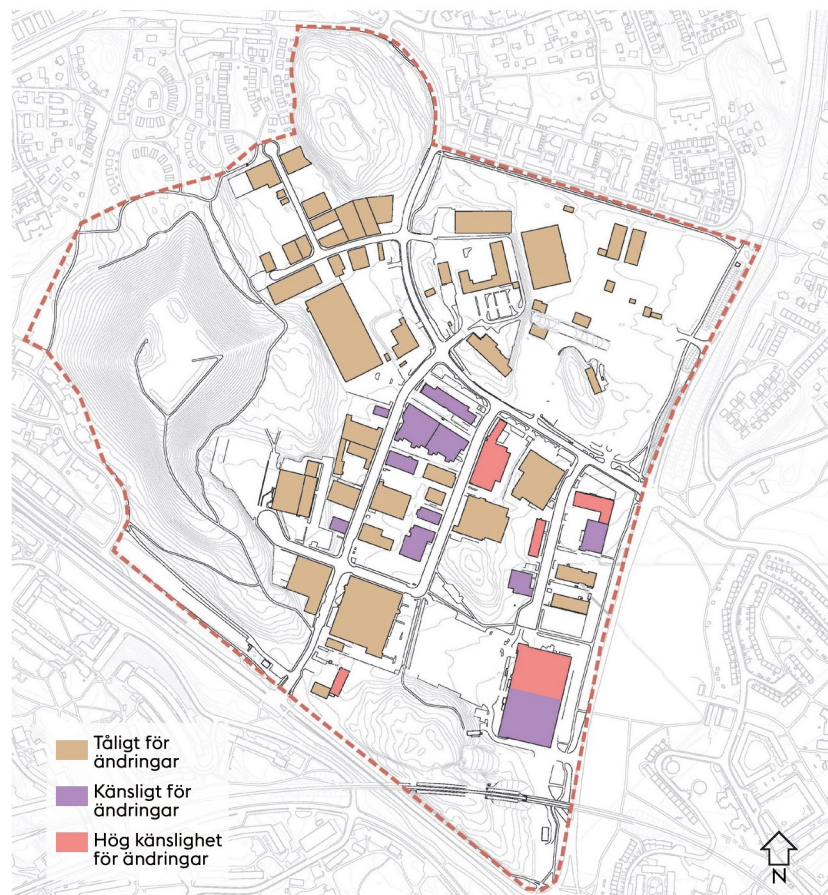 Tåligt för
ändringar
Känsligt för
ändringar
Hög känslighet
för ändringar
N